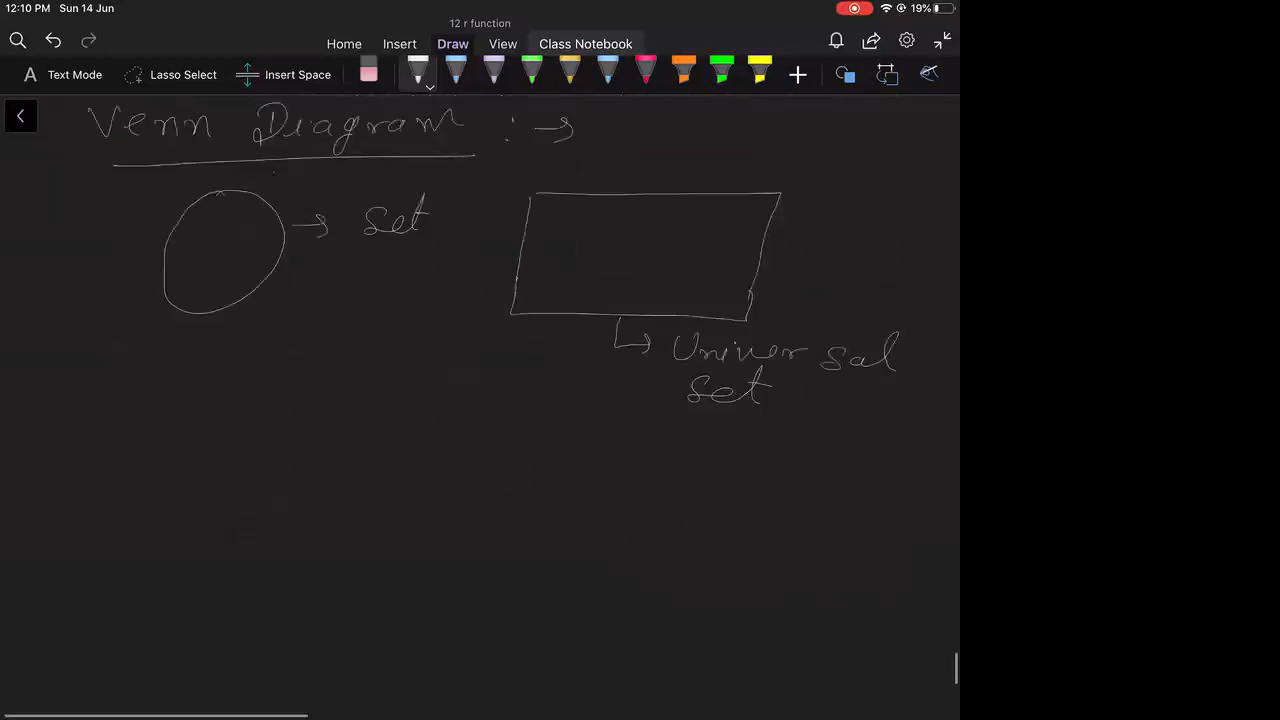 12:10 PM Sun 14 Jun 19%
12 r function
Home Insert Draw View Class Notebook
A Text Mode Lasso Select Insert Space
Venn Diagram : →
→ set
↳ Universal
set